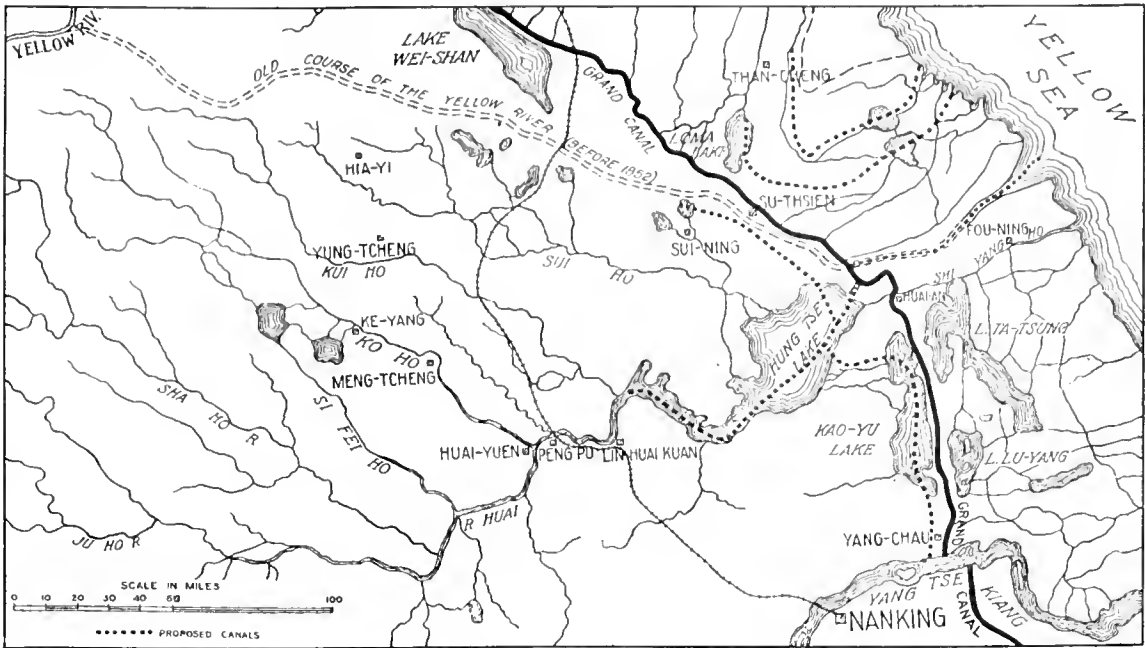 YELLOW RIV.
LAKE
WEI-SHAN
OLD COURSE OF THE YELLOW RIVER (BEFORE 1852)
GRAND CANAL
THAN-CHENG
YELLOW
SEA
LOMA
LAKE
HIA-YI
SU-THSIEN
SUI-NING
YUNG-TCHENG
KUI HO
SUI HU
FOU-NING
YANG HO
SHI
HUAI-AN
HUNG TSE
LAKE
L. TA-TSUNG
KE-YANG
KO HO
MENG-TCHENG
SHA HO R
SI FEI HO
HUAI-YUEN
PENG PU
LIN HUAI KUAN
KAO-YU
LAKE
L. LU-YANG
R HUAI
JU HO R
YANG-CHAU
GRAND
CANAL
YANG TSE KIANG
NANKING
SCALE IN MILES
0 10 20 30 40 50 100
PROPOSED CANALS